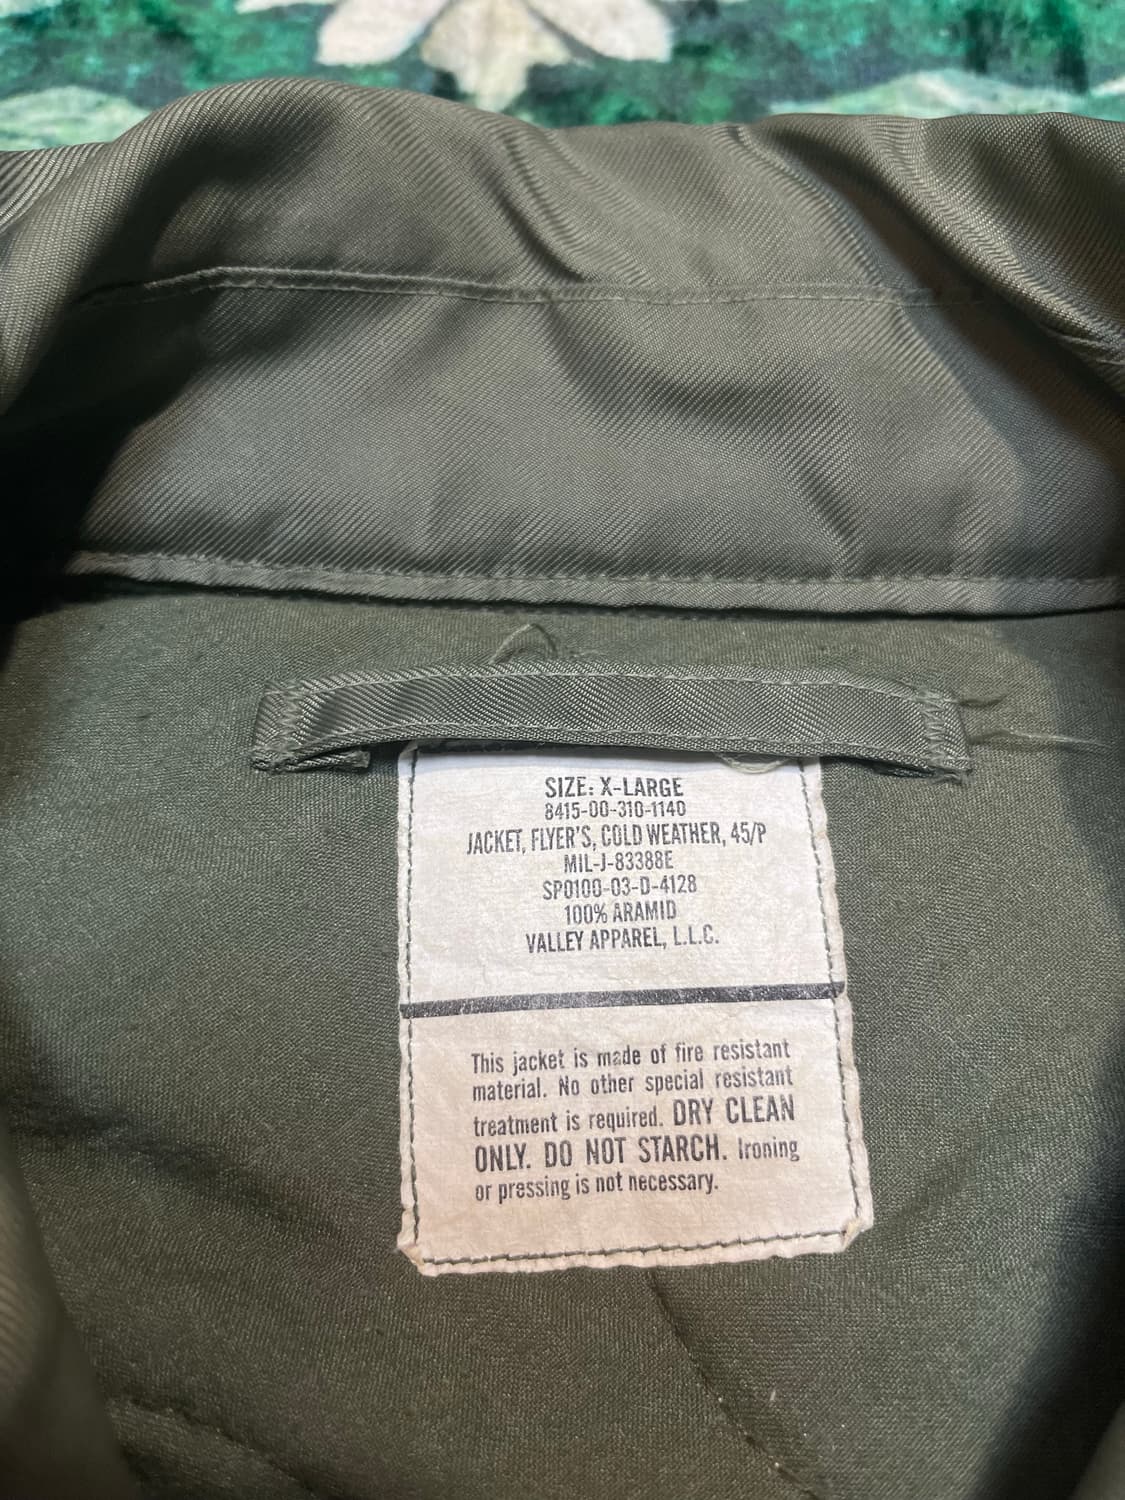 SIZE: X-LARGE
8415-00-310-1140
JACKET, FLYER'S, COLD WEATHER, 45/P
MIL-J-83388E
SP0100-03-D-4128
100% ARAMID
VALLEY APPAREL, L.L.C.
This jacket is made of fire resistant
material. No other special resistant
treatment is required. DRY CLEAN
ONLY. DO NOT STARCH. Ironing
or pressing is not necessary.